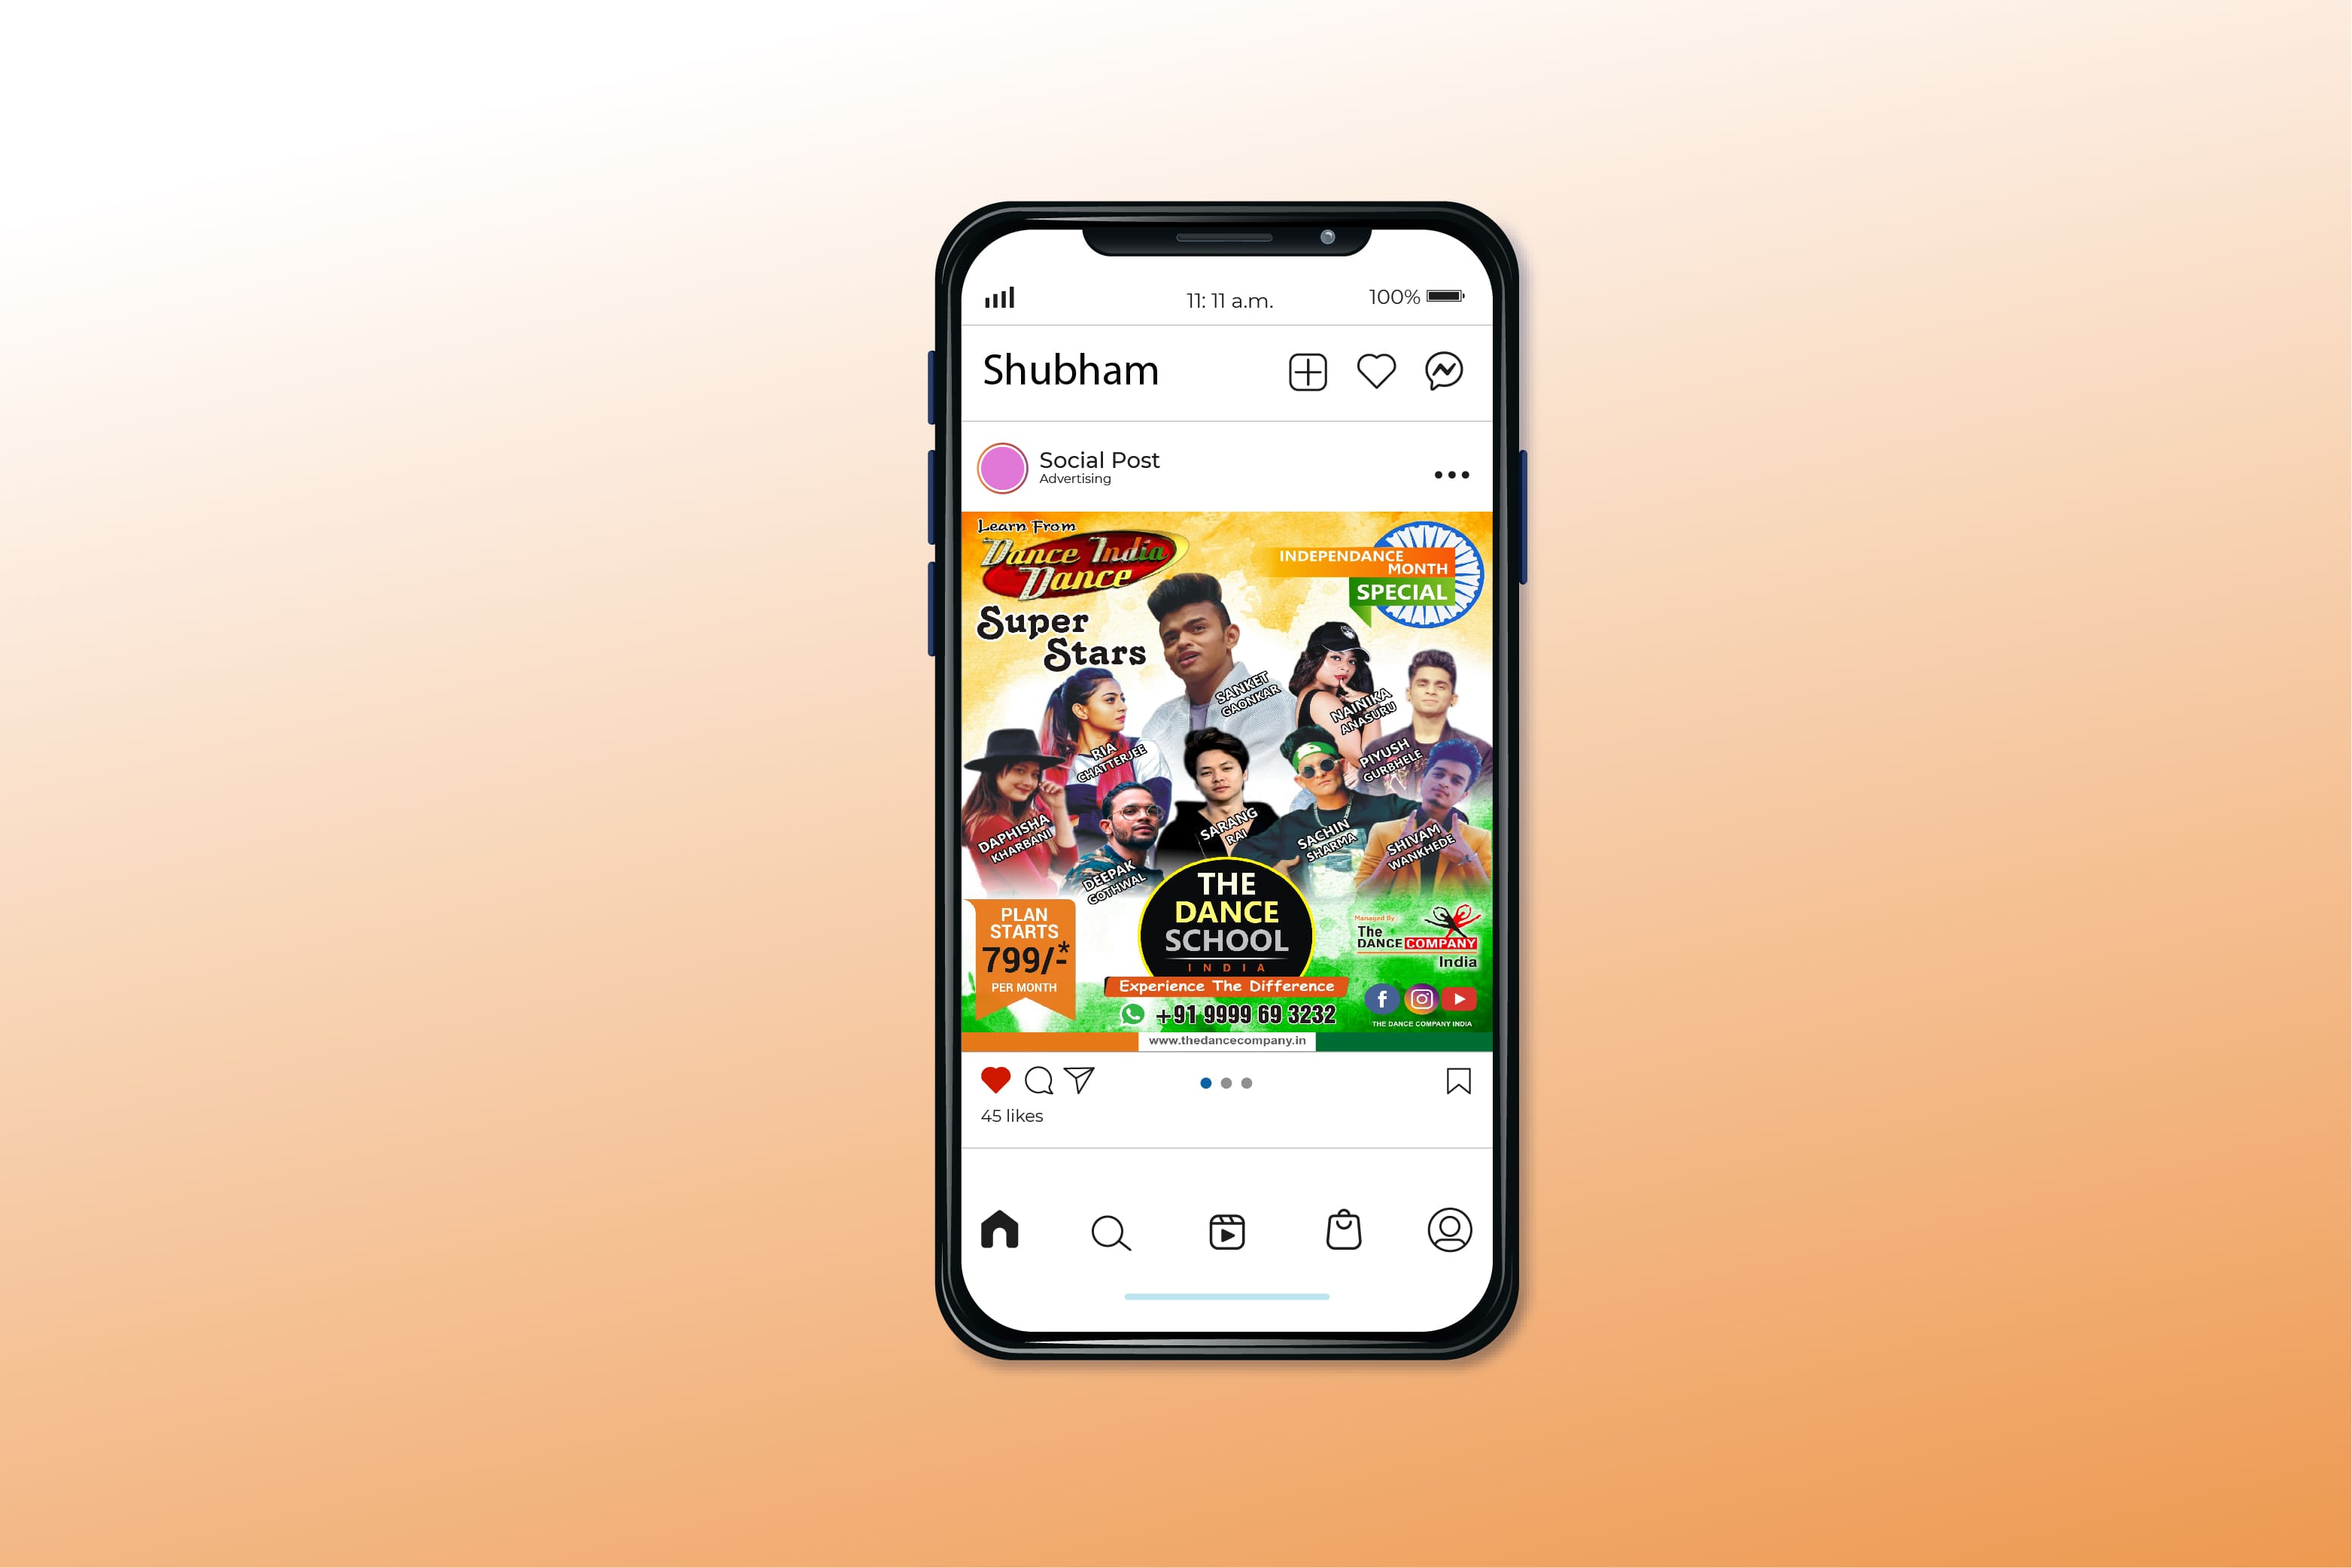 11: 11 a.m.
100%
Shubham
Social Post
Advertising
Learn From
Dance India
Dance
Super
Stars
INDEPENDANCE
MONTH
SPECIAL
SANKET
GAONKAR
NAINIKA
ANASURU
RIA
CHATTERJEE
PIYUSH
GURBHELE
DAPHISHA
KHARBANI
DEEPAK
GOTHWAL
SARANG
RAI
SACHIN
SHARMA
SHIVAM
WANKHEDE
PLAN
STARTS
799/-*
PER MONTH
THE
DANCE
SCHOOL
INDIA
Experience The Difference
+91 9999 69 3232
Managed By
The
DANCE COMPANY
India
THE DANCE COMPANY INDIA
www.thedancecompany.in
45 likes